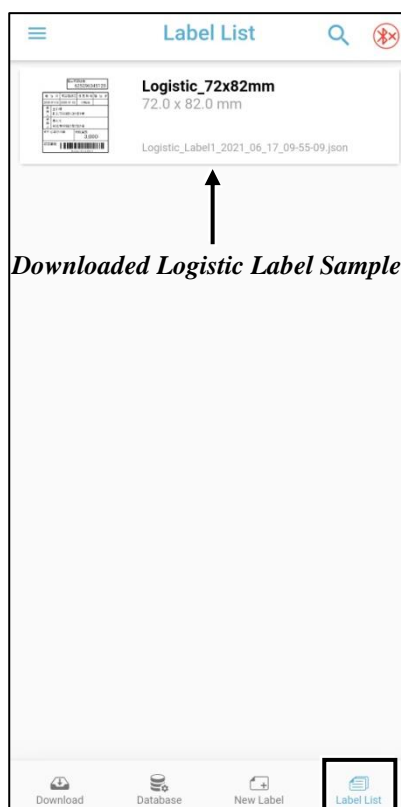 Label List
Logistic_72x82mm
72.0 x 82.0 mm
Logistic_Label1_2021_06_17_09-55-09.json
Downloaded Logistic Label Sample
Download
Database
New Label
Label List